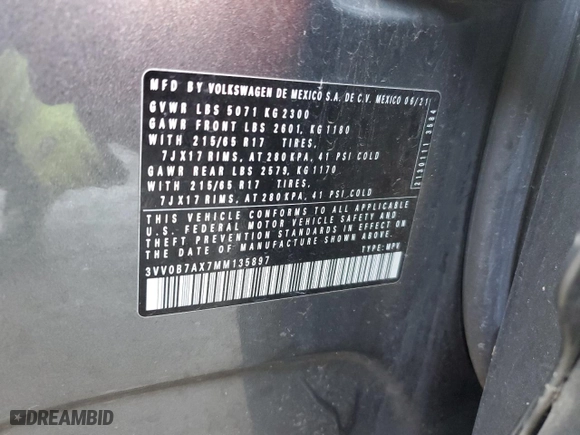 MFD BY VOLKSWAGEN DE MEXICO S.A. DE C.V. MEXICO 06/21
GVWR LBS 5071 KG 2300
GAWR FRONT LBS 2601, KG 1180
WITH 215/65 R17 TIRES,
7JX17 RIMS, AT 280 KPA, 41 PSI COLD
GAWR REAR LBS 2579, KG 1170
WITH 215/65 R17 TIRES,
7JX17 RIMS, AT 280 KPA, 41 PSI COLD
THIS VEHICLE CONFORMS TO ALL APPLICABLE
U.S. FEDERAL MOTOR VEHICLE SAFETY AND
THEFT PREVENTION STANDARDS IN EFFECT ON
THE DATE OF MANUFACTURE SHOWN ABOVE.
3VV0B7AX7MM135897 TYPE: MPV
2130111 3584
DREAMBID